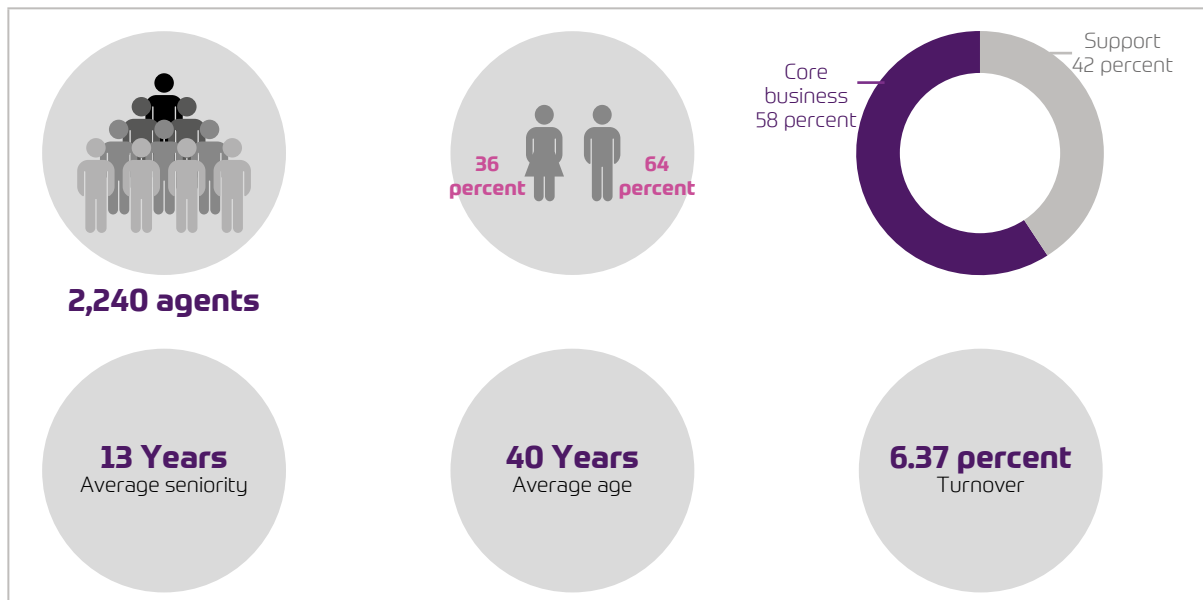 2,240 agents
36
percent
64
percent
Core
business
58 percent
Support
42 percent
13 Years
Average seniority
40 Years
Average age
6.37 percent
Turnover